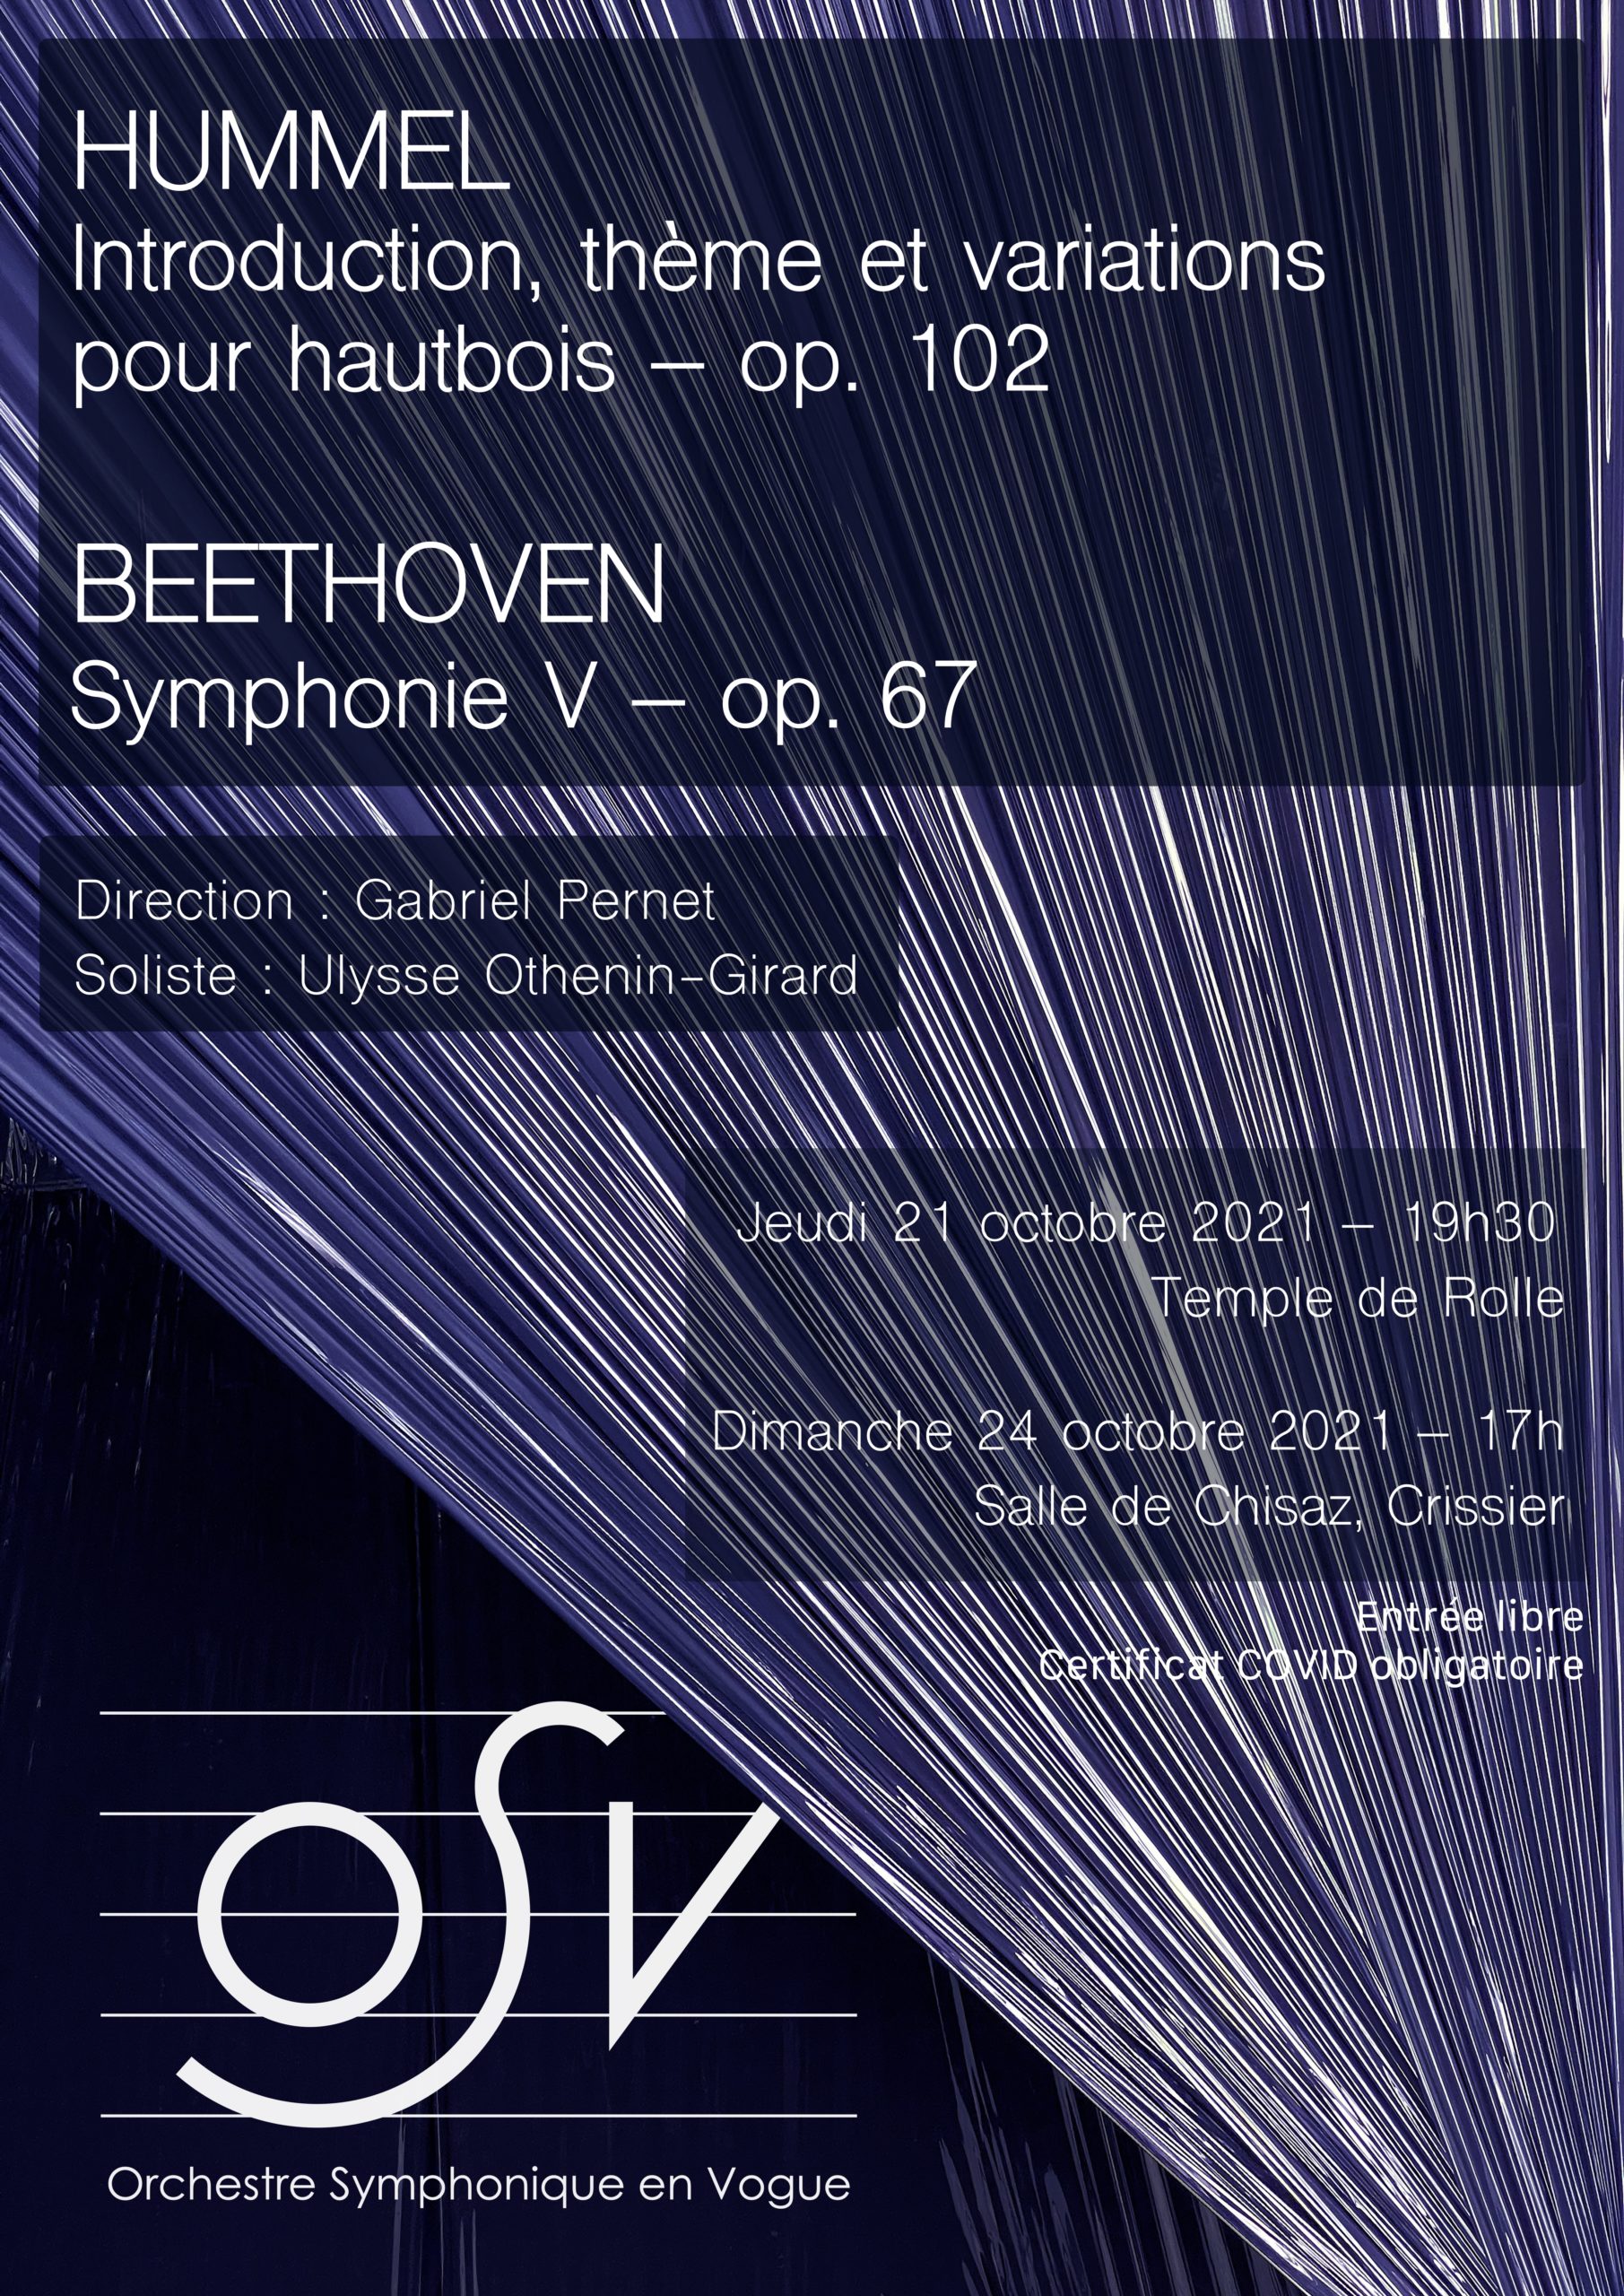 HUMMEL
Introduction, thème et variations
pour hautbois – op. 102
BEETHOVEN
Symphonie V – op. 67
Direction : Gabriel Pernet
Soliste : Ulysse Othenin-Girard
Jeudi 21 octobre 2021 – 19h30
Temple de Rolle
Dimanche 24 octobre 2021 – 17h
Salle de Chisaz, Crissier
Entrée libre
Certificat COVID obligatoire
OSV
Orchestre Symphonique en Vogue